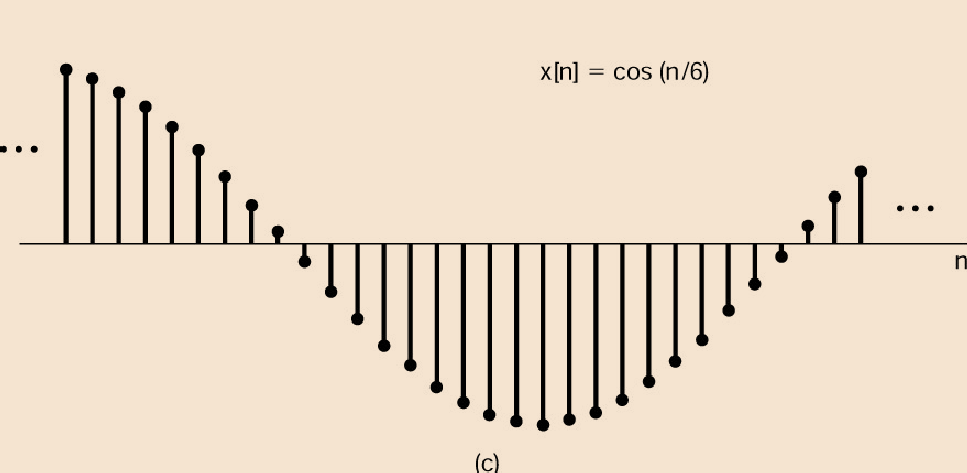 x[n] = cos (n/6)
... ...
n
(c)